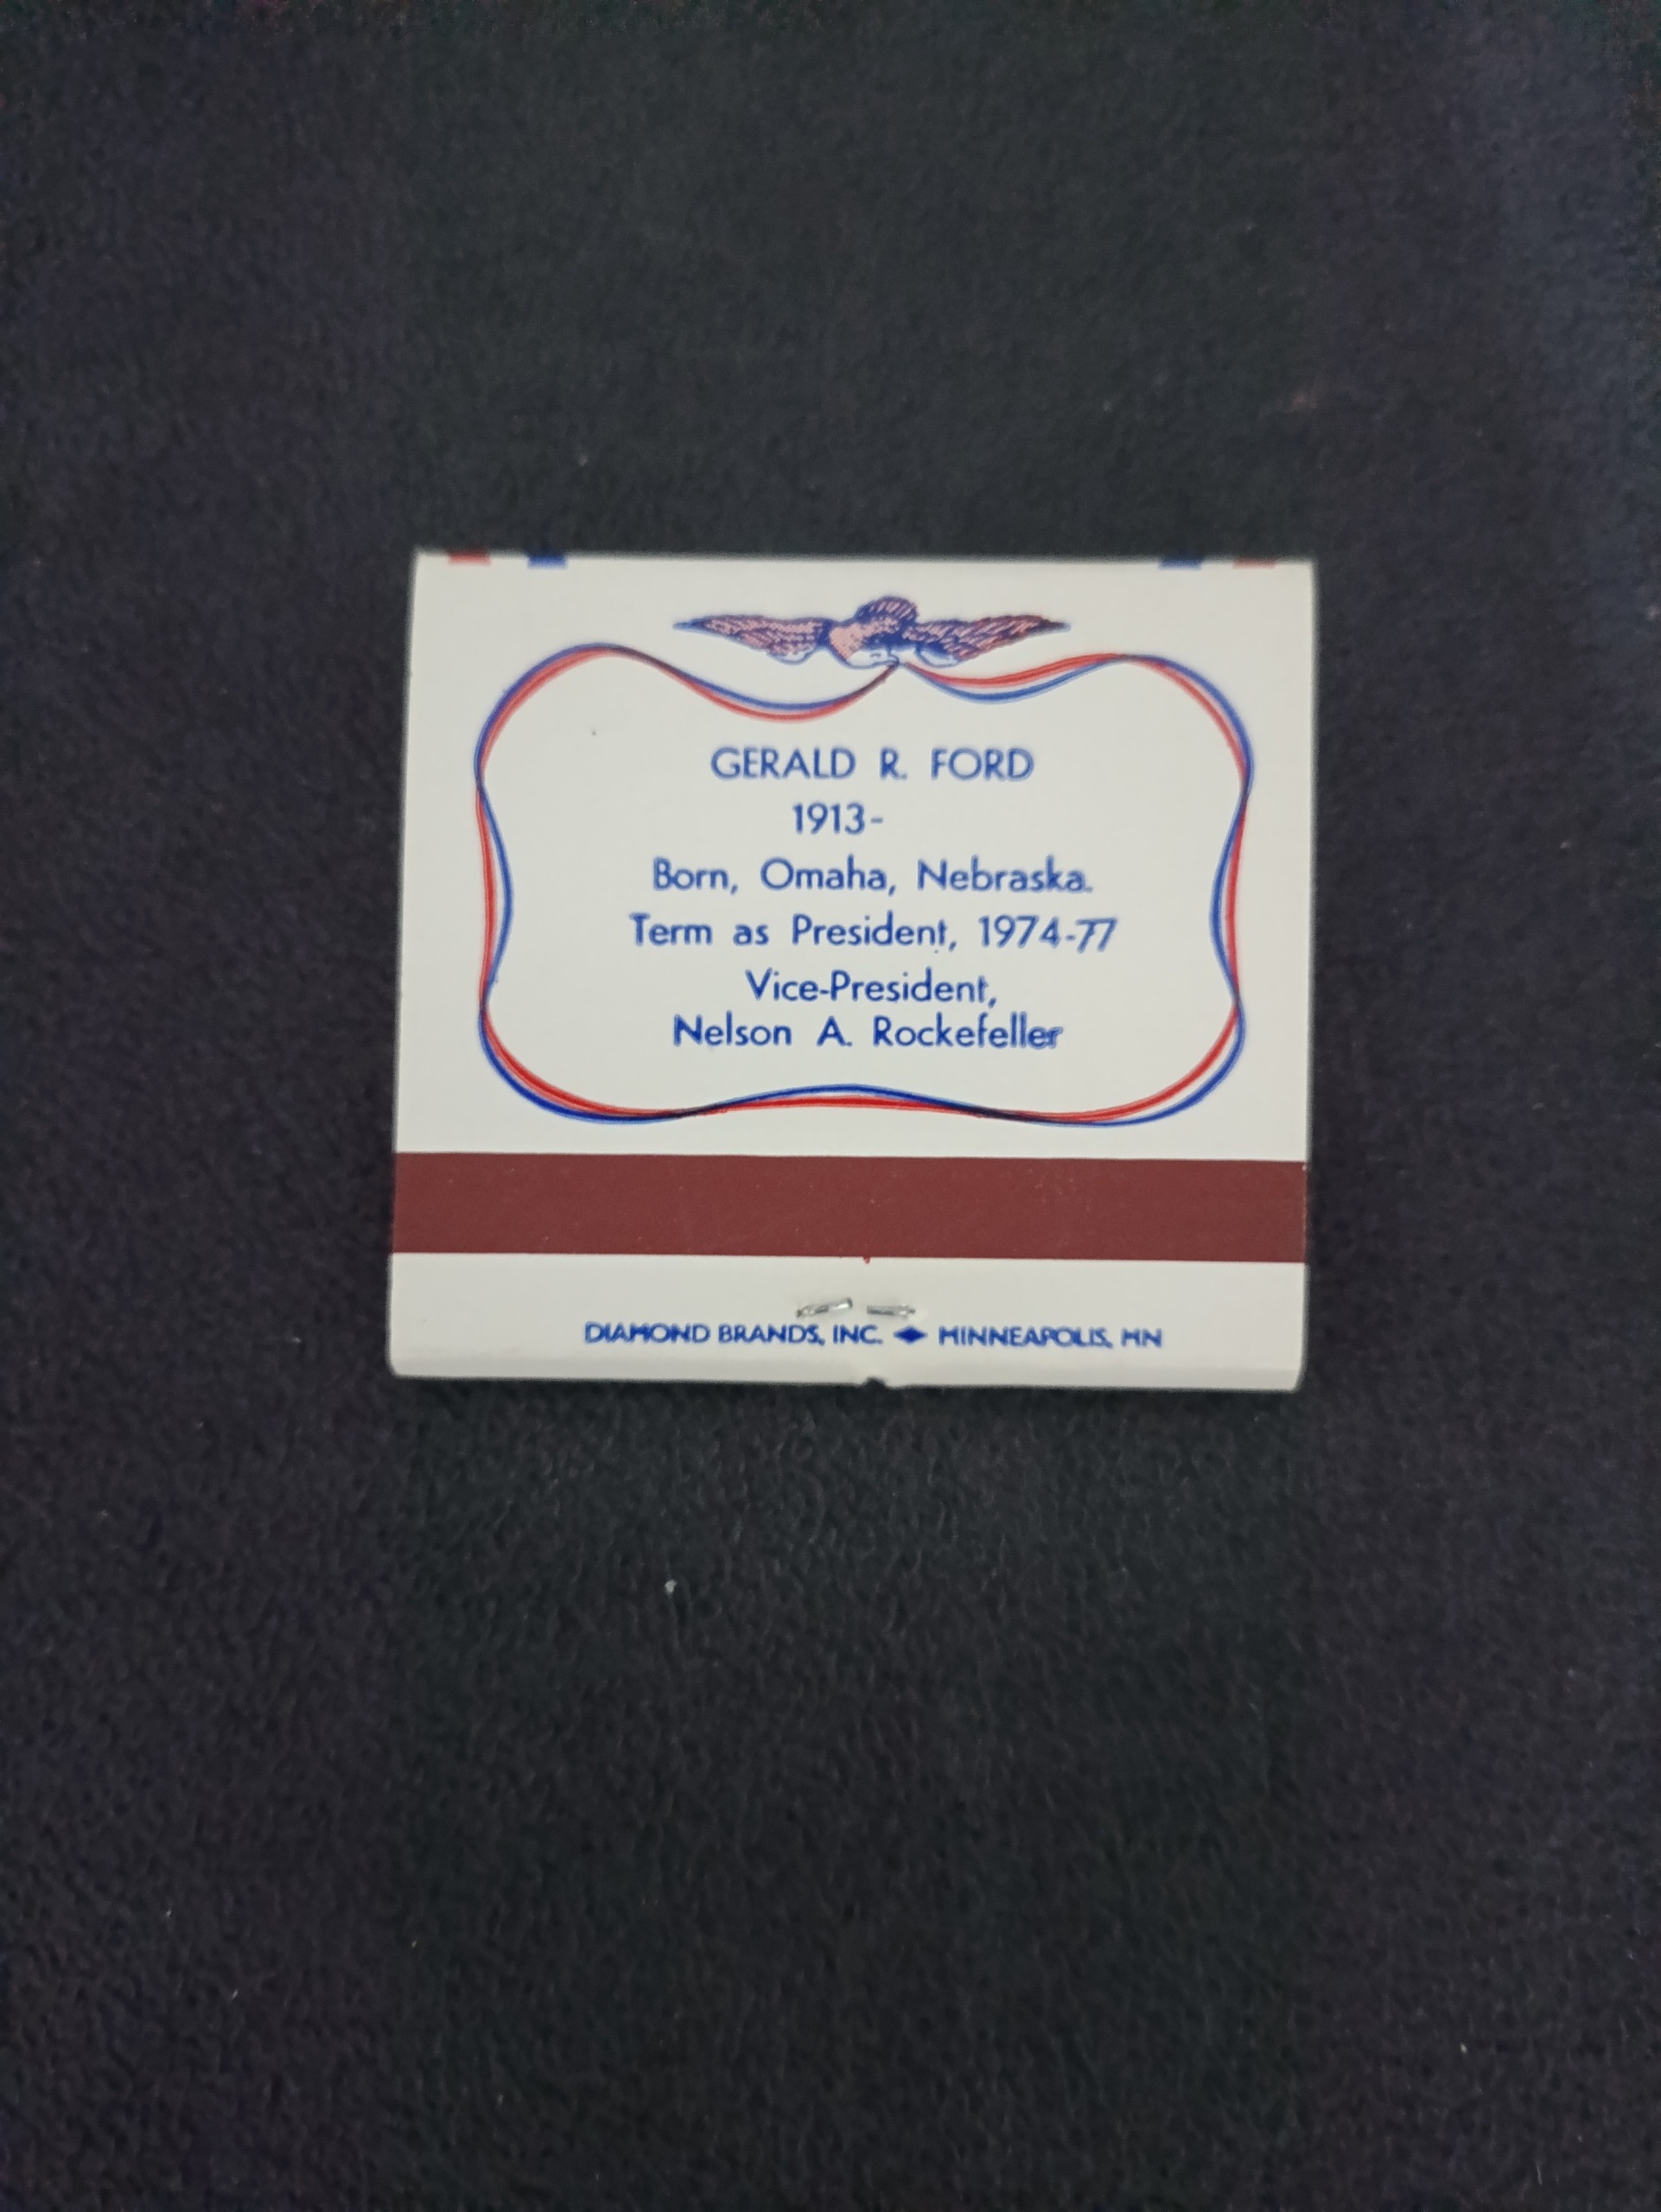 GERALD R. FORD
1913-
Born, Omaha, Nebraska.
Term as President, 1974-77
Vice-President,
Nelson A. Rockefeller
DIAMOND BRANDS, INC. ◆ MINNEAPOLIS, MN